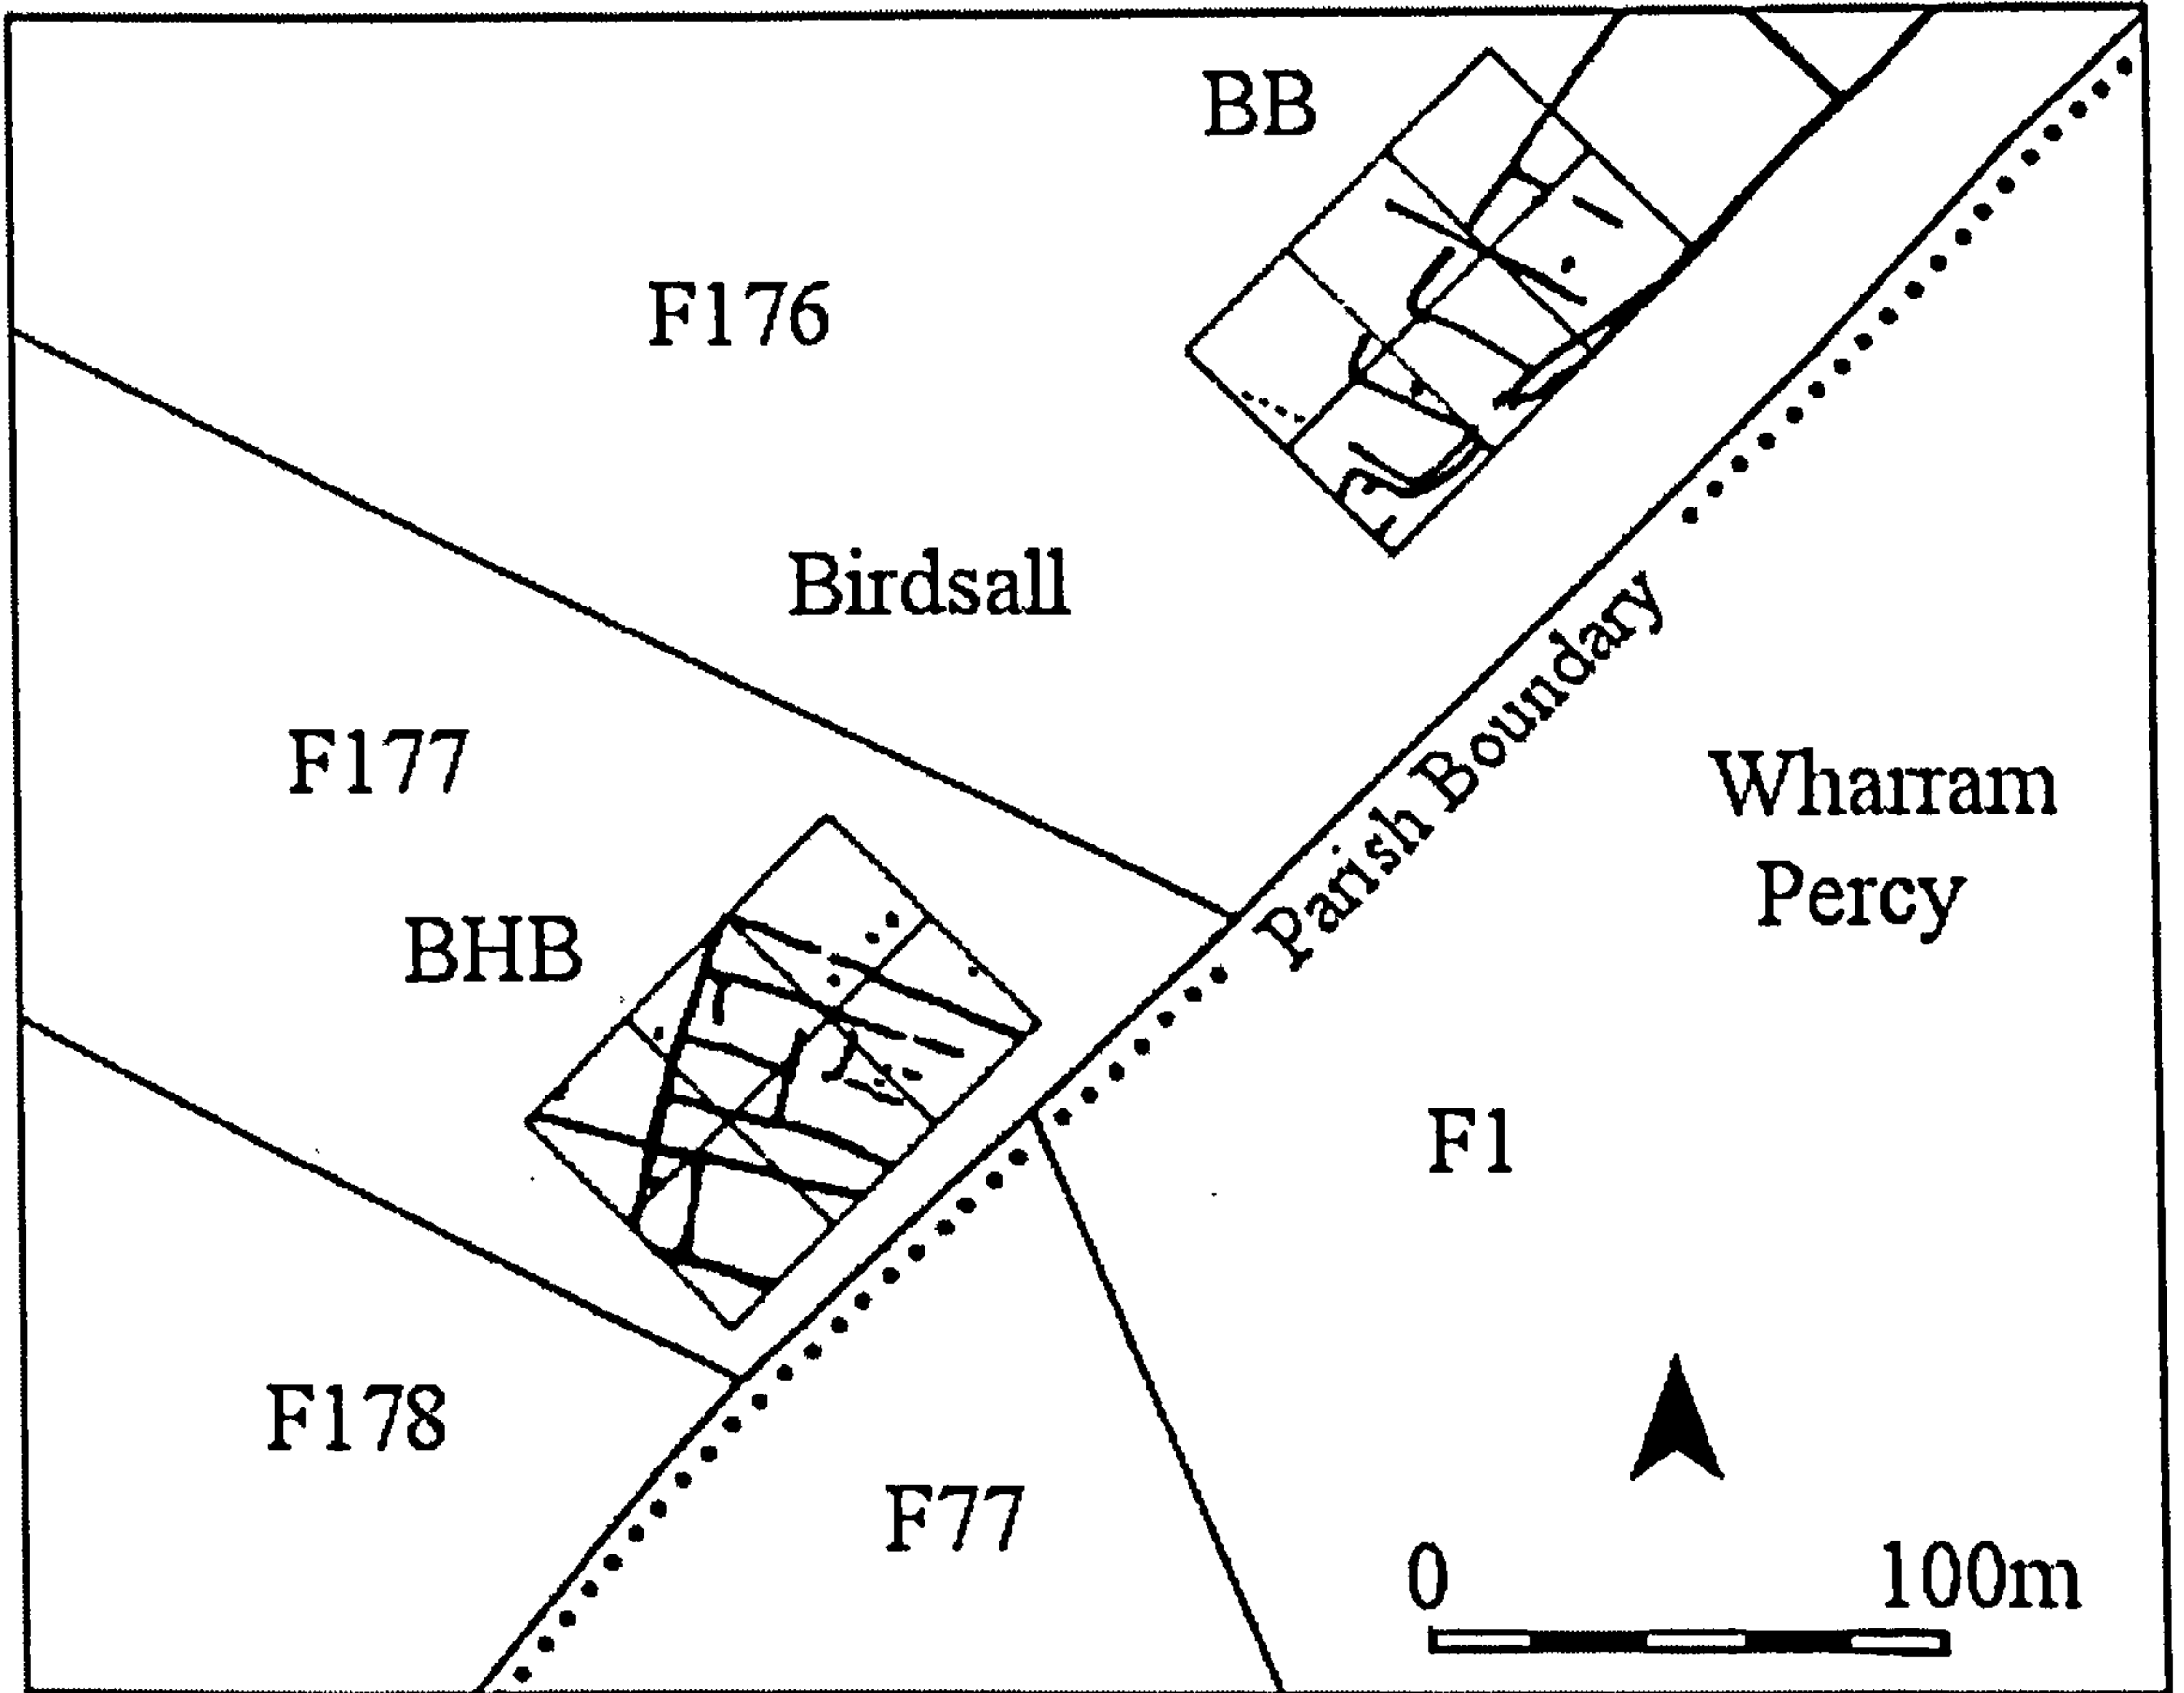 BB
F176
Birdsall
Parish Boundary
F177
Wharram
Percy
BHB
F1
F178
F77
0 100m